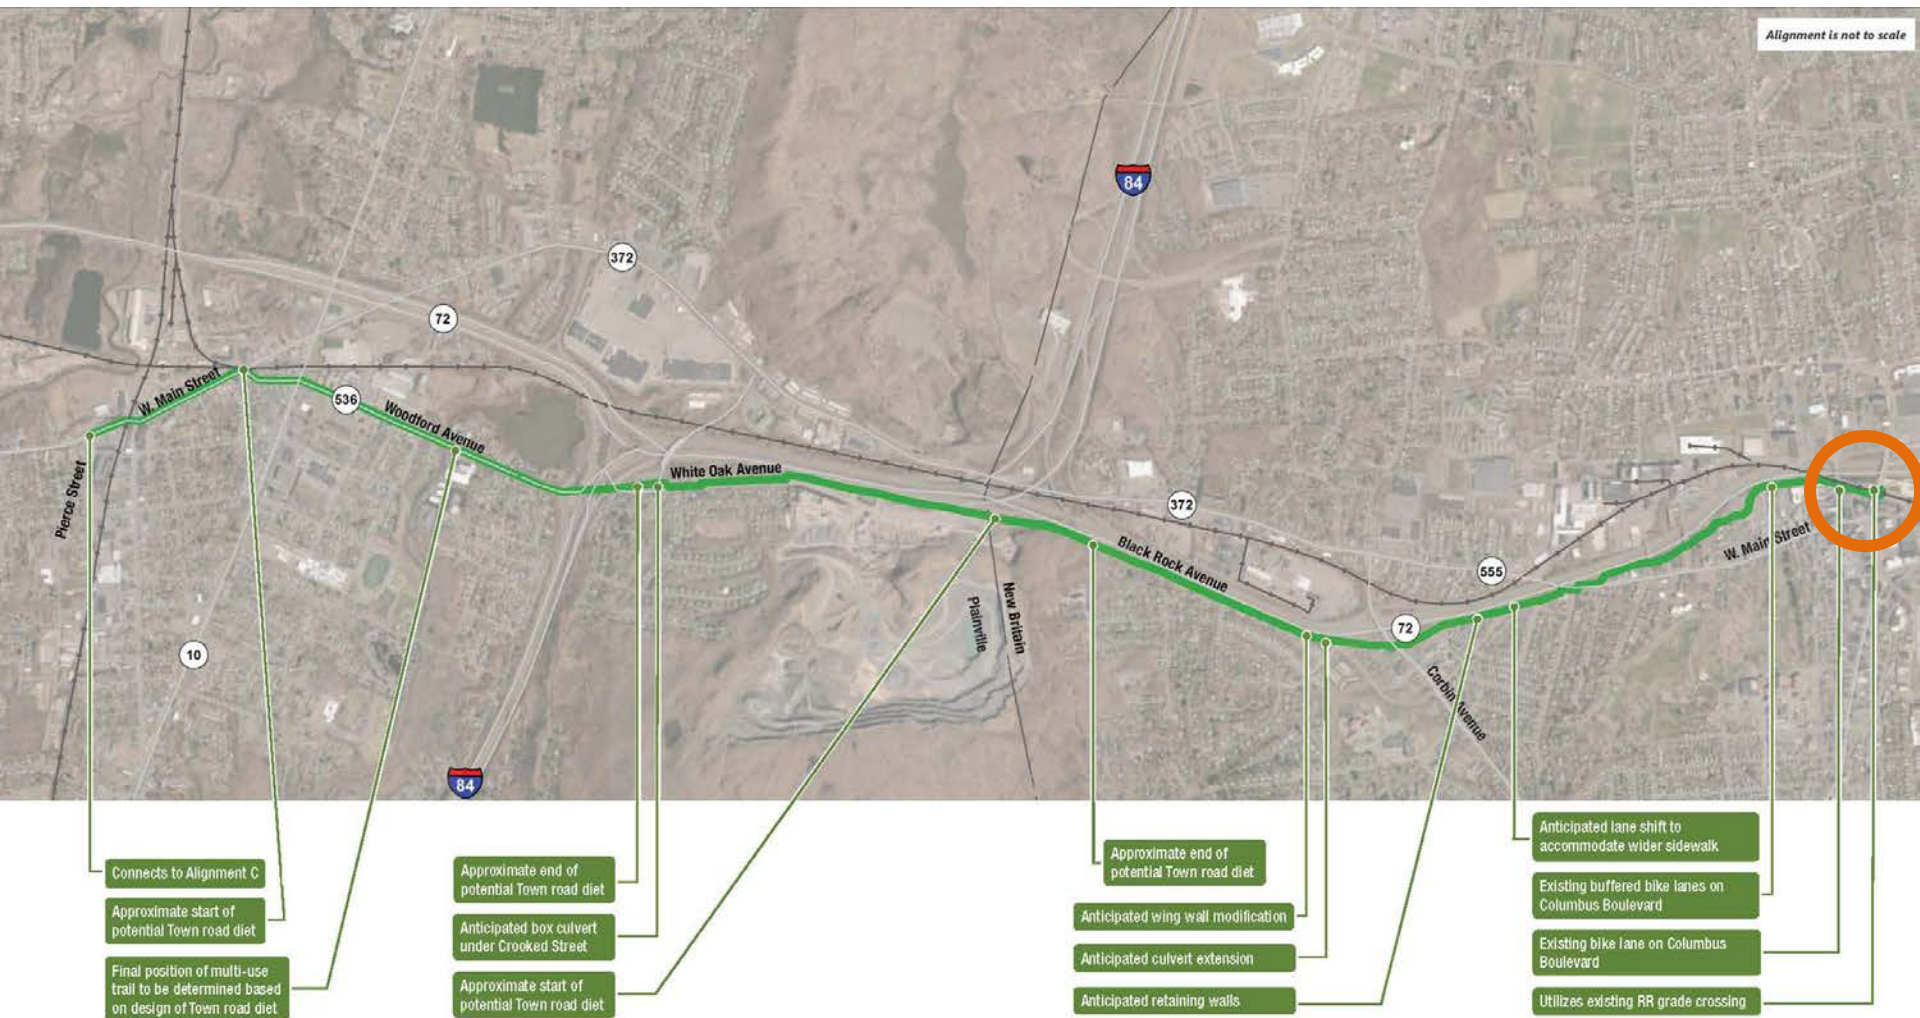 Alignment is not to scale
84
372
72
W. Main Street
536
Woodford Avenue
Pierce Street
White Oak Avenue
372
Black Rock Avenue
555
W. Main Street
Plainville
New Britain
72
Corbin Avenue
10
84
Connects to Alignment C
Approximate start of
potential Town road diet
Final position of multi-use
trail to be determined based
on design of Town road diet
Approximate end of
potential Town road diet
Anticipated box culvert
under Crooked Street
Approximate start of
potential Town road diet
Approximate end of
potential Town road diet
Anticipated wing wall modification
Anticipated culvert extension
Anticipated retaining walls
Anticipated lane shift to
accommodate wider sidewalk
Existing buffered bike lanes on
Columbus Boulevard
Existing bike lane on Columbus
Boulevard
Utilizes existing RR grade crossing